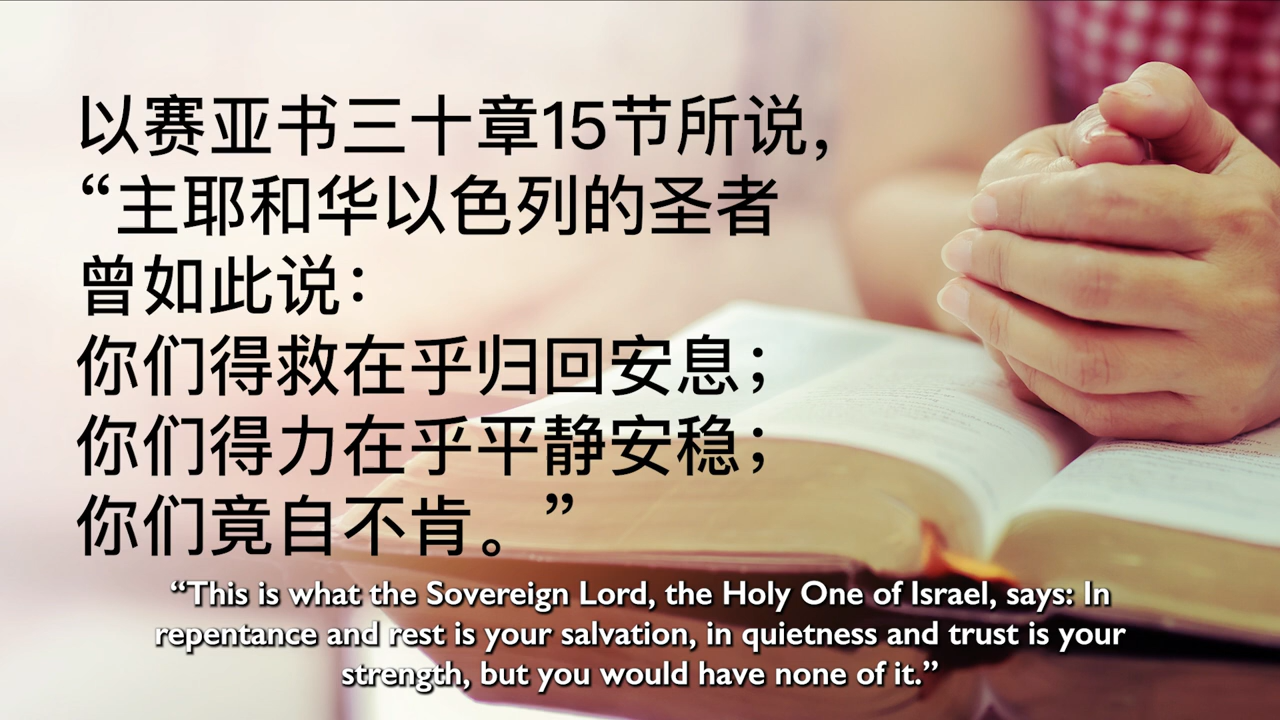 以赛亚书三十章15节所说，
“主耶和华以色列的圣者
曾如此说：
你们得救在乎归回安息；
你们得力在乎平静安稳；
你们竟自不肯。”
“This is what the Sovereign Lord, the Holy One of Israel, says: In
repentance and rest is your salvation, in quietness and trust is your
strength, but you would have none of it.”